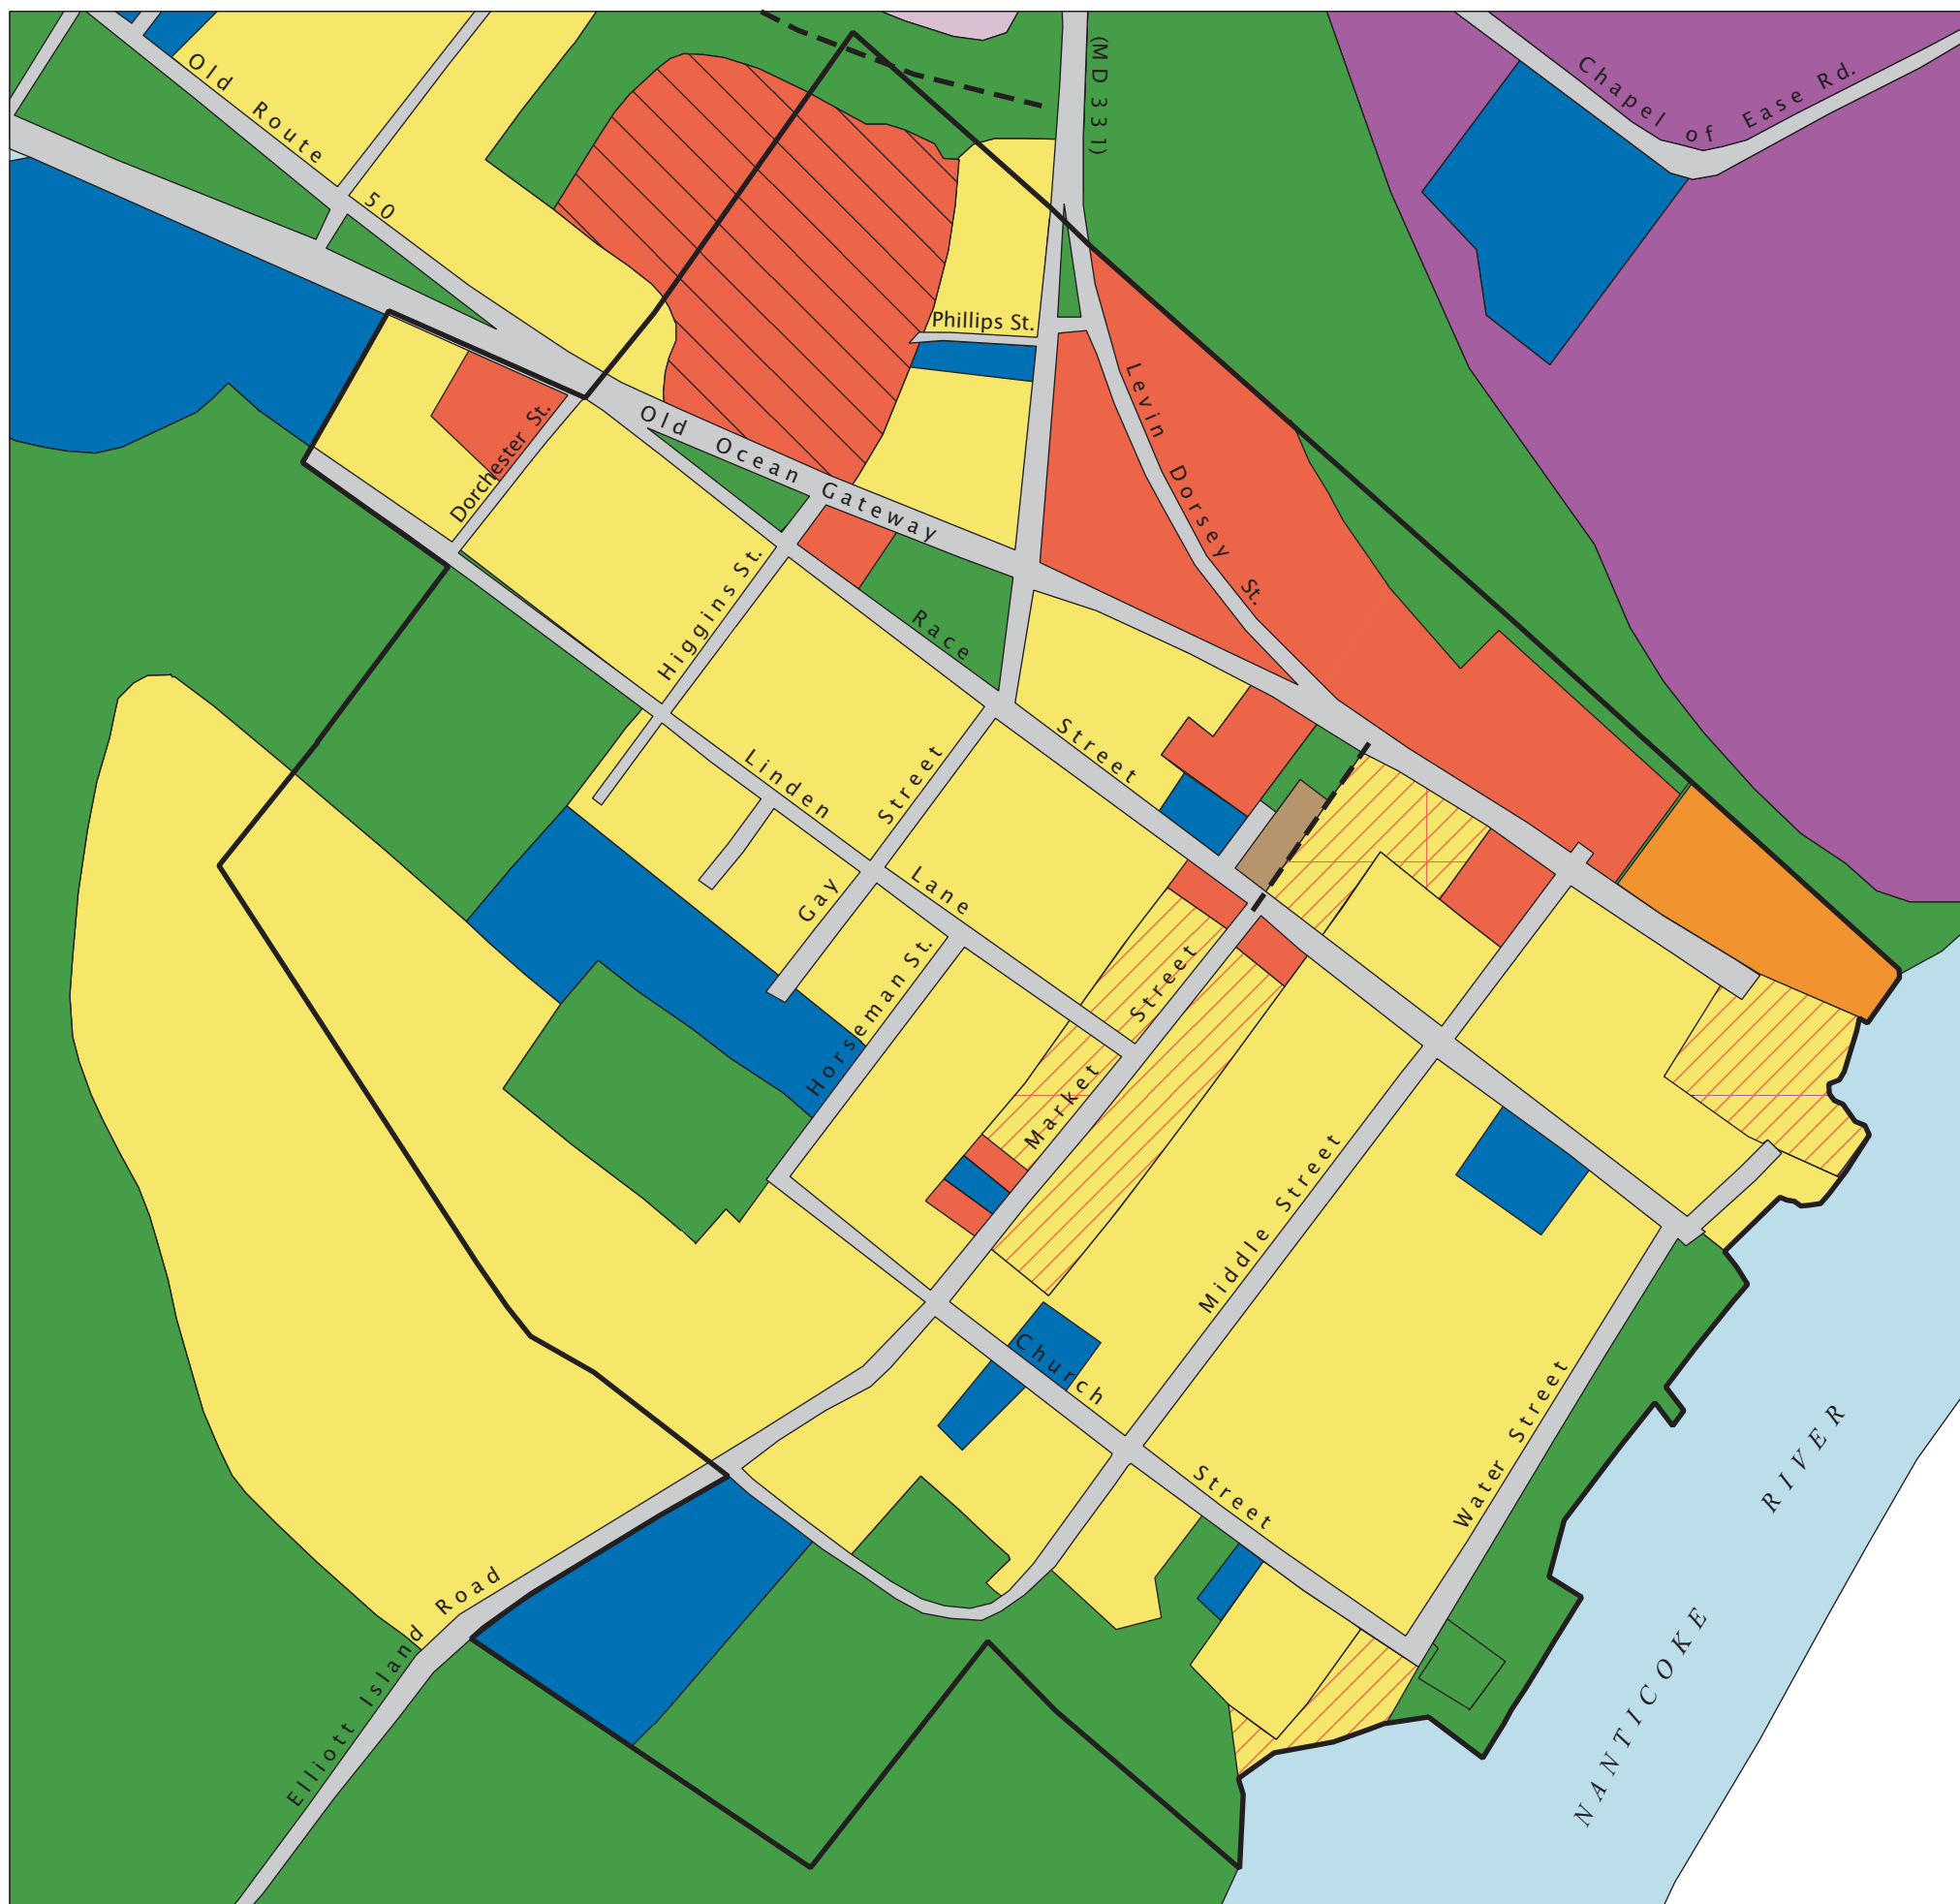 (MD 331)
Chapel of Ease Rd.
Old Route 50
Phillips St.
Levin Dorsey St.
Old Ocean Gateway
Dorchester St.
Higgins St.
Race Street
Linden Lane
Gay Street
Horseman St.
Market Street
Middle Street
Church Street
Water Street
Elliott Island Road
NANTICOKE RIVER